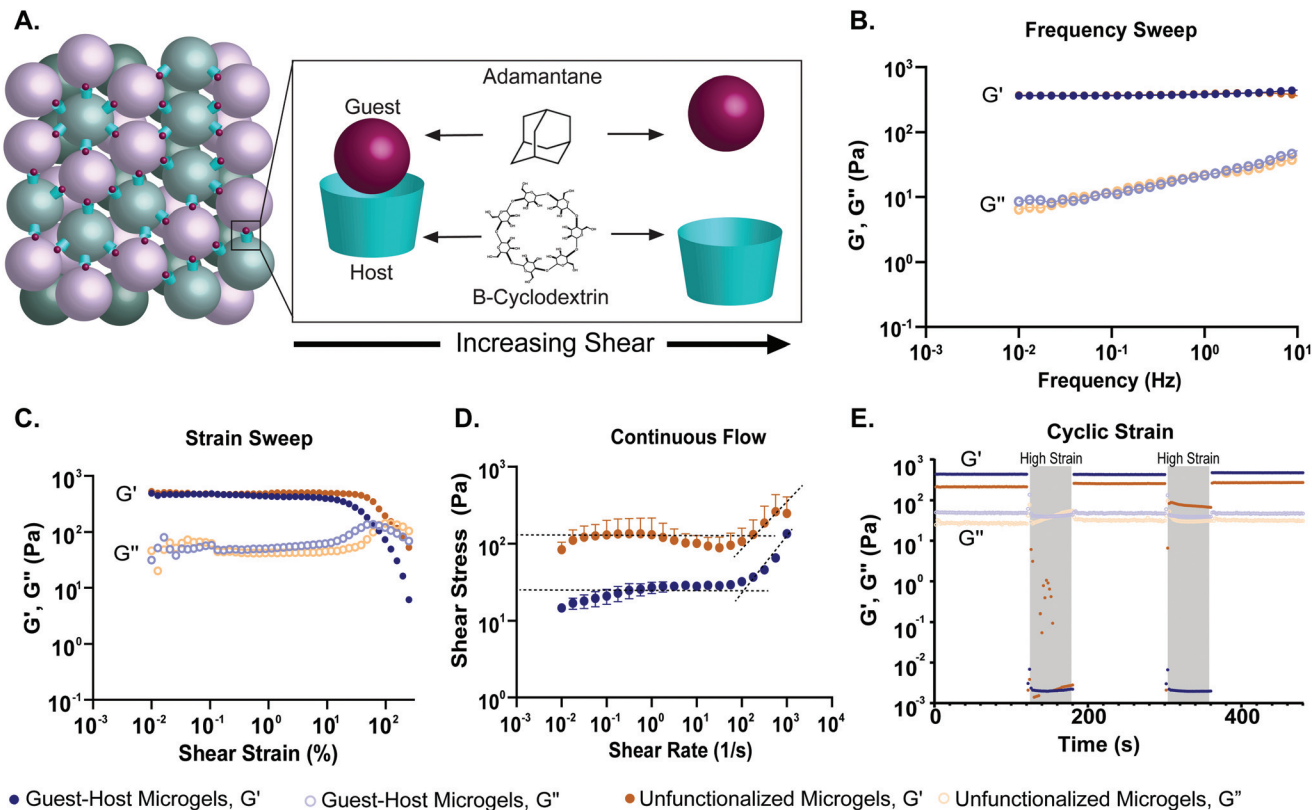 A.
Adamantane
Guest
Host
B-Cyclodextrin
Increasing Shear
B.
Frequency Sweep
G', G'' (Pa)
10³
10²
10¹
10⁰
10⁻¹
G'
G''
10⁻³ 10⁻² 10⁻¹ 10⁰ 10¹
Frequency (Hz)
C.
Strain Sweep
G', G'' (Pa)
10³
10²
10¹
10⁰
10⁻¹
G'
G''
10⁻³ 10⁻² 10⁻¹ 10⁰ 10¹ 10²
Shear Strain (%)
D.
Continuous Flow
Shear Stress (Pa)
10³
10²
10¹
10⁰
10⁻³ 10⁻² 10⁻¹ 10⁰ 10¹ 10² 10³ 10⁴
Shear Rate (1/s)
E.
Cyclic Strain
High Strain High Strain
G', G'' (Pa)
10³
10²
10¹
10⁰
10⁻¹
10⁻²
10⁻³
G'
G''
0 200 400
Time (s)
Guest-Host Microgels, G' Guest-Host Microgels, G'' Unfunctionalized Microgels, G' Unfunctionalized Microgels, G”